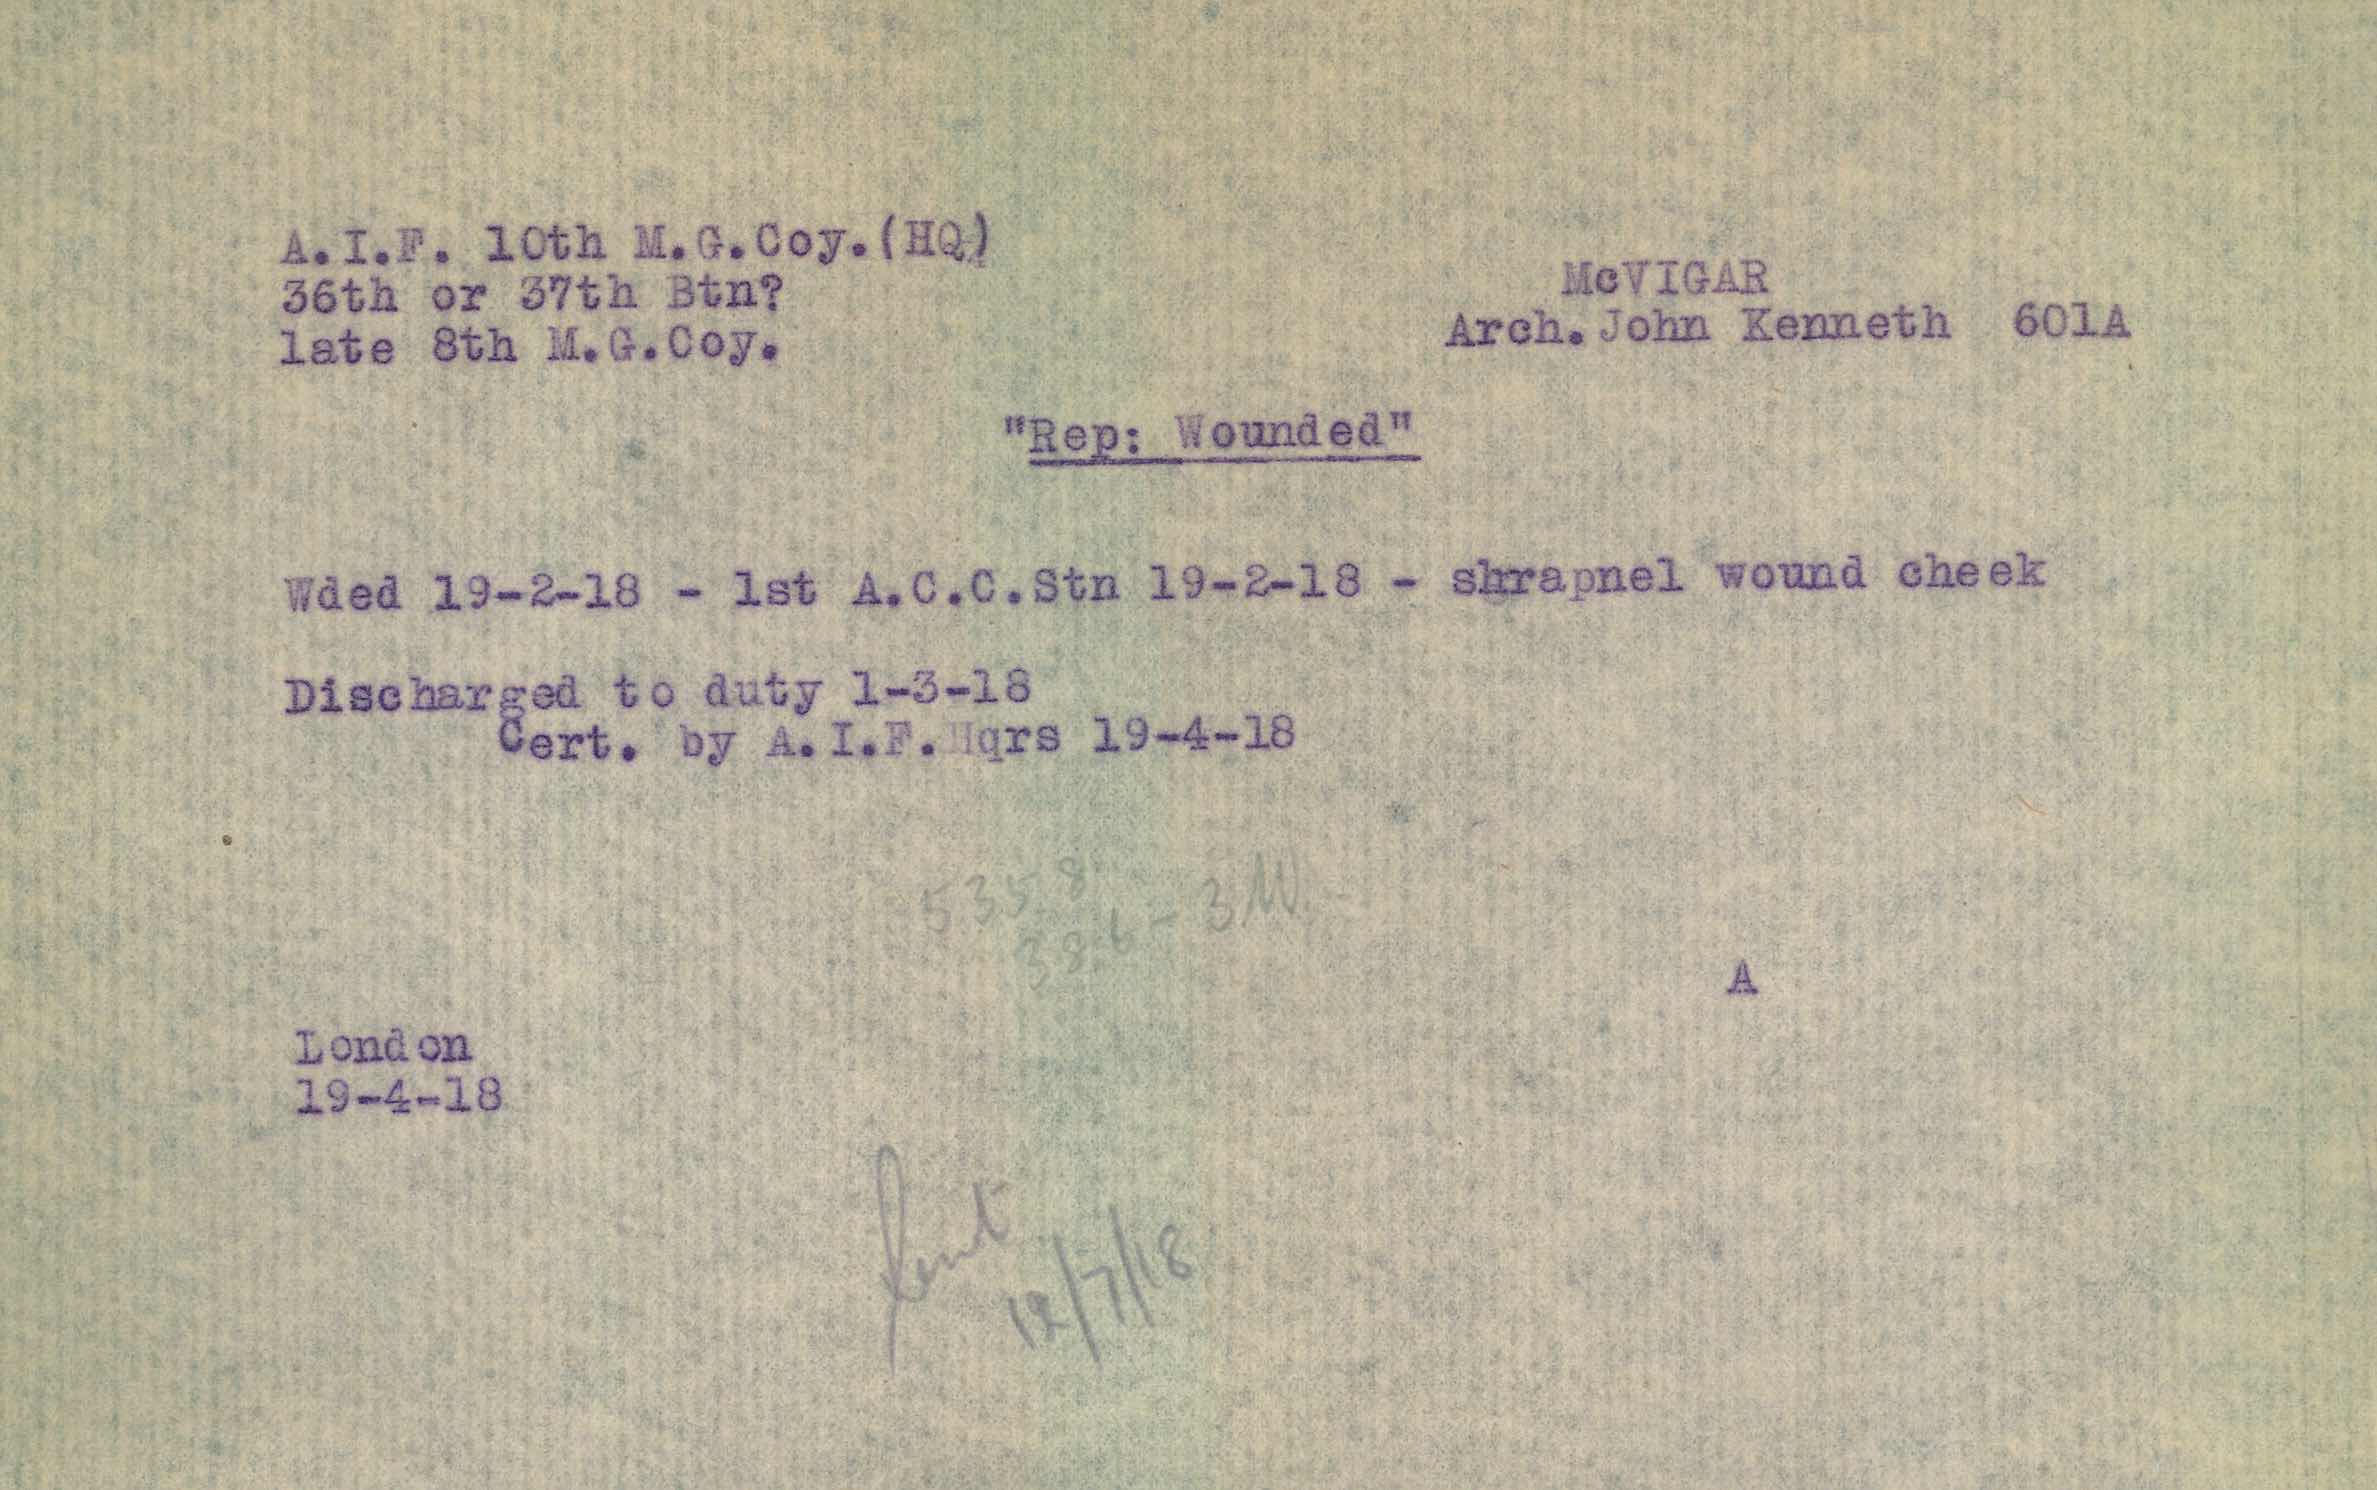 A.I.F. 10th M.G.Coy.(HQ)
36th or 37th Btn?
late 8th M.G.Coy.
McVIGAR
Arch.John Kenneth 601A
"Rep: Wounded"
Wded 19-2-18 - 1st A.C.C.Stn 19-2-18 - shrapnel wound cheek
Discharged to duty 1-3-18
Cert. by A.I.F.Hqrs 19-4-18
5358
386 - 3W.
A
London
19-4-18
Sent
12/7/18